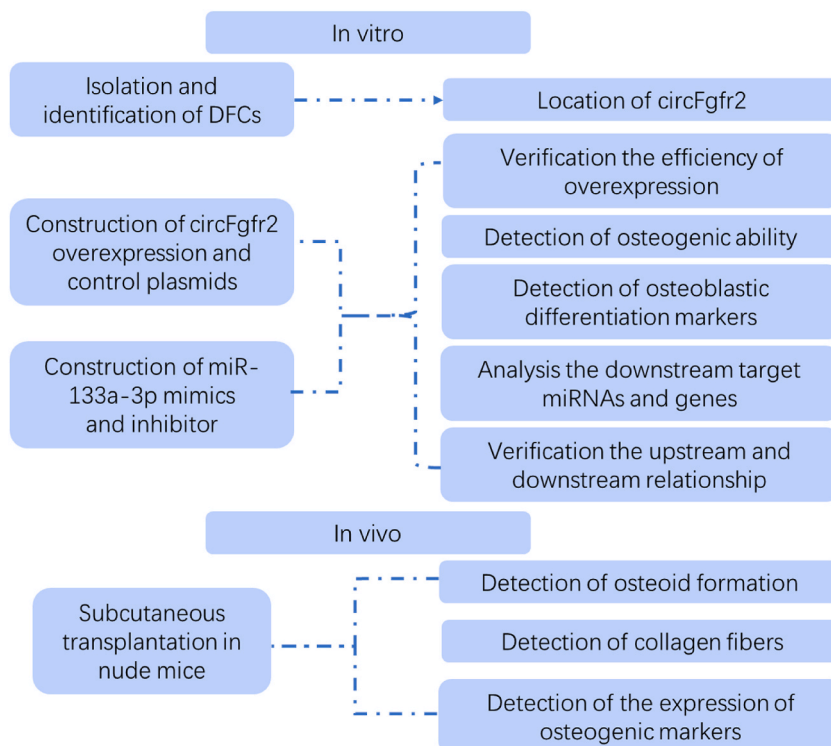 In vitro
Isolation and
identification of DFCs
Location of circFgfr2
Verification the efficiency of
overexpression
Construction of circFgfr2
overexpression and
control plasmids
Detection of osteogenic ability
Detection of osteoblastic
differentiation markers
Construction of miR-
133a-3p mimics
and inhibitor
Analysis the downstream target
miRNAs and genes
Verification the upstream and
downstream relationship
In vivo
Subcutaneous
transplantation in
nude mice
Detection of osteoid formation
Detection of collagen fibers
Detection of the expression of
osteogenic markers